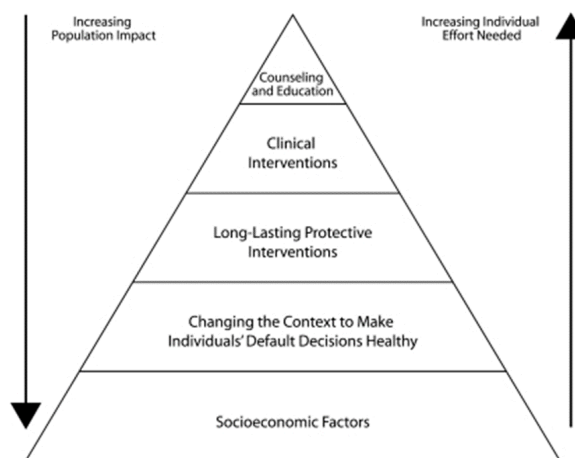 Increasing
Population Impact
Increasing Individual
Effort Needed
Counseling
and Education
Clinical
Interventions
Long-Lasting Protective
Interventions
Changing the Context to Make
Individuals’ Default Decisions Healthy
Socioeconomic Factors